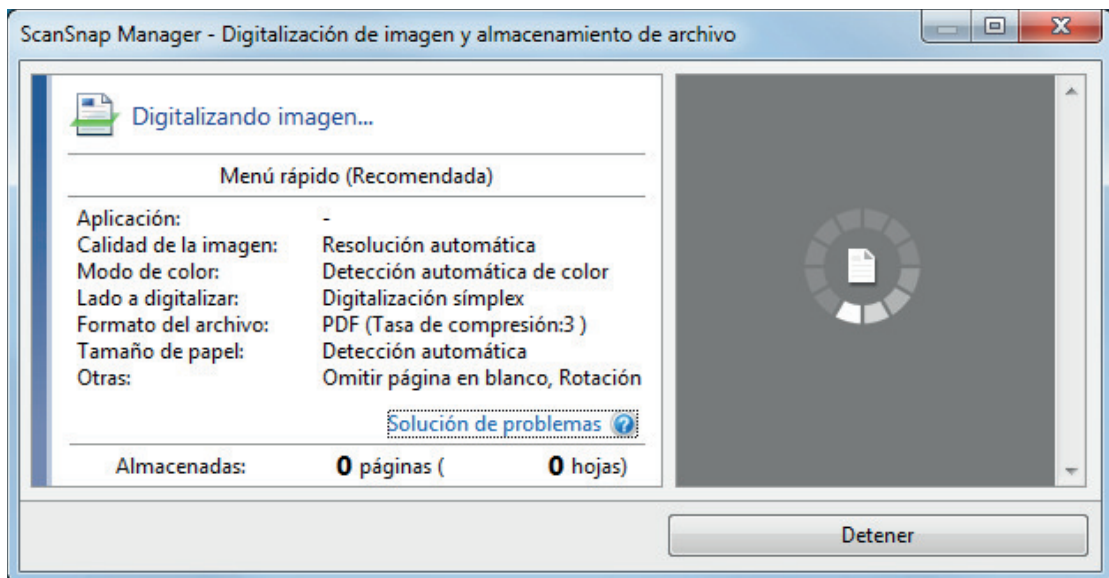 ScanSnap Manager - Digitalización de imagen y almacenamiento de archivo
Digitalizando imagen...
Menú rápido (Recomendada)
Aplicación: -
Calidad de la imagen: Resolución automática
Modo de color: Detección automática de color
Lado a digitalizar: Digitalización símplex
Formato del archivo: PDF (Tasa de compresión:3 )
Tamaño de papel: Detección automática
Otras: Omitir página en blanco, Rotación
Solución de problemas ?
Almacenadas: 0 páginas ( 0 hojas)
Detener